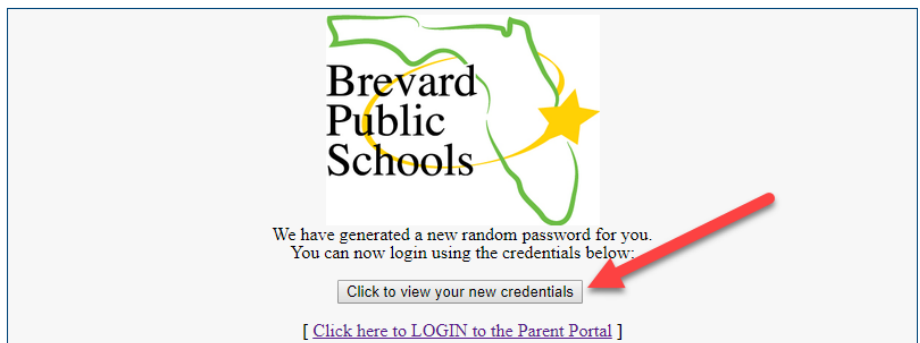 Brevard
Public
Schools
We have generated a new random password for you.
You can now login using the credentials below:
Click to view your new credentials
[ Click here to LOGIN to the Parent Portal ]